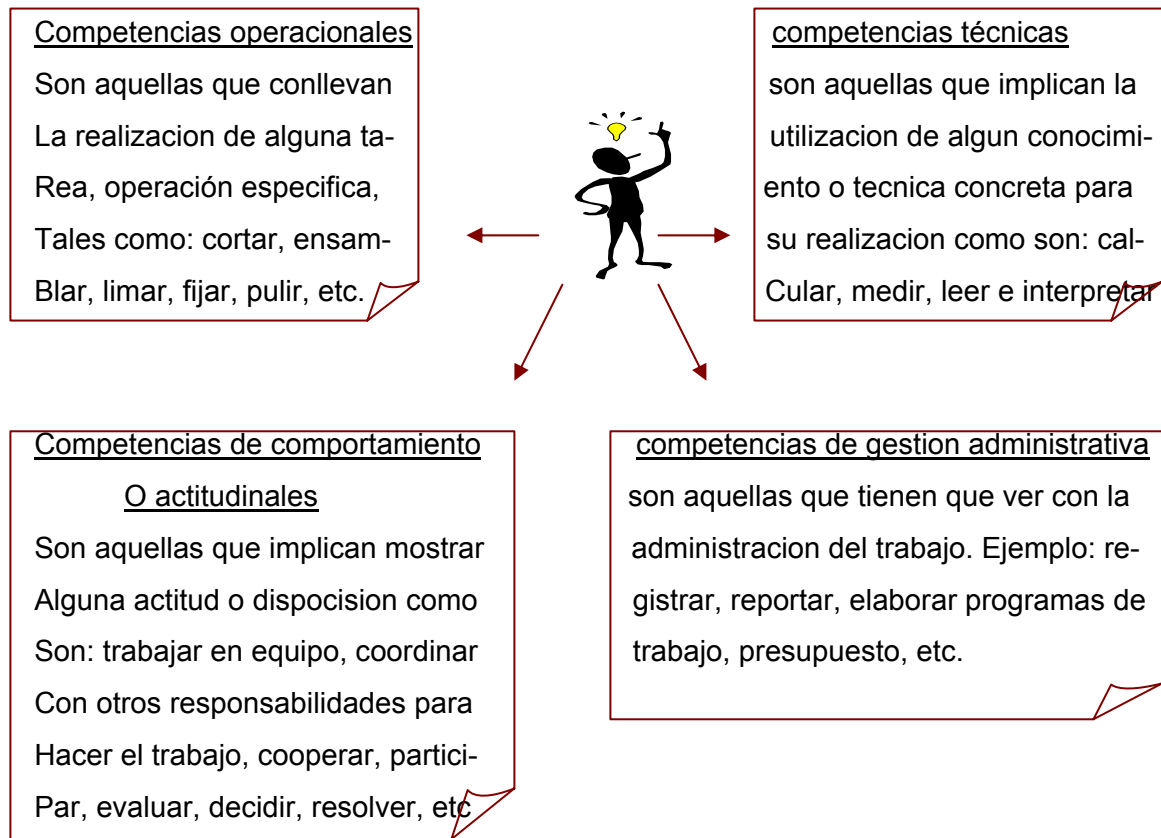 Competencias operacionales
Son aquellas que conllevan
La realizacion de alguna ta-
Rea, operación especifica,
Tales como: cortar, ensam-
Blar, limar, fijar, pulir, etc.
competencias técnicas
son aquellas que implican la
utilizacion de algun conocimi-
ento o tecnica concreta para
su realizacion como son: cal-
Cular, medir, leer e interpretar
Competencias de comportamiento
O actitudinales
Son aquellas que implican mostrar
Alguna actitud o dispocision como
Son: trabajar en equipo, coordinar
Con otros responsabilidades para
Hacer el trabajo, cooperar, partici-
Par, evaluar, decidir, resolver, etc
competencias de gestion administrativa
son aquellas que tienen que ver con la
administracion del trabajo. Ejemplo: re-
gistrar, reportar, elaborar programas de
trabajo, presupuesto, etc.